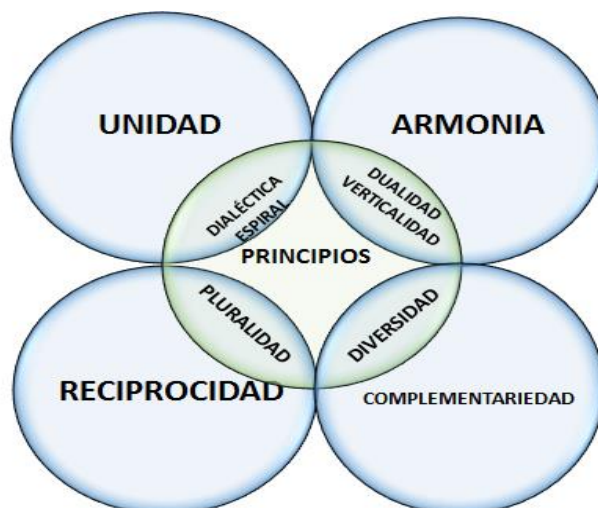 UNIDAD
ARMONIA
DIALÉCTICA
ESPIRAL
DUALIDAD
VERTICALIDAD
PRINCIPIOS
PLURALIDAD
DIVERSIDAD
RECIPROCIDAD
COMPLEMENTARIEDAD